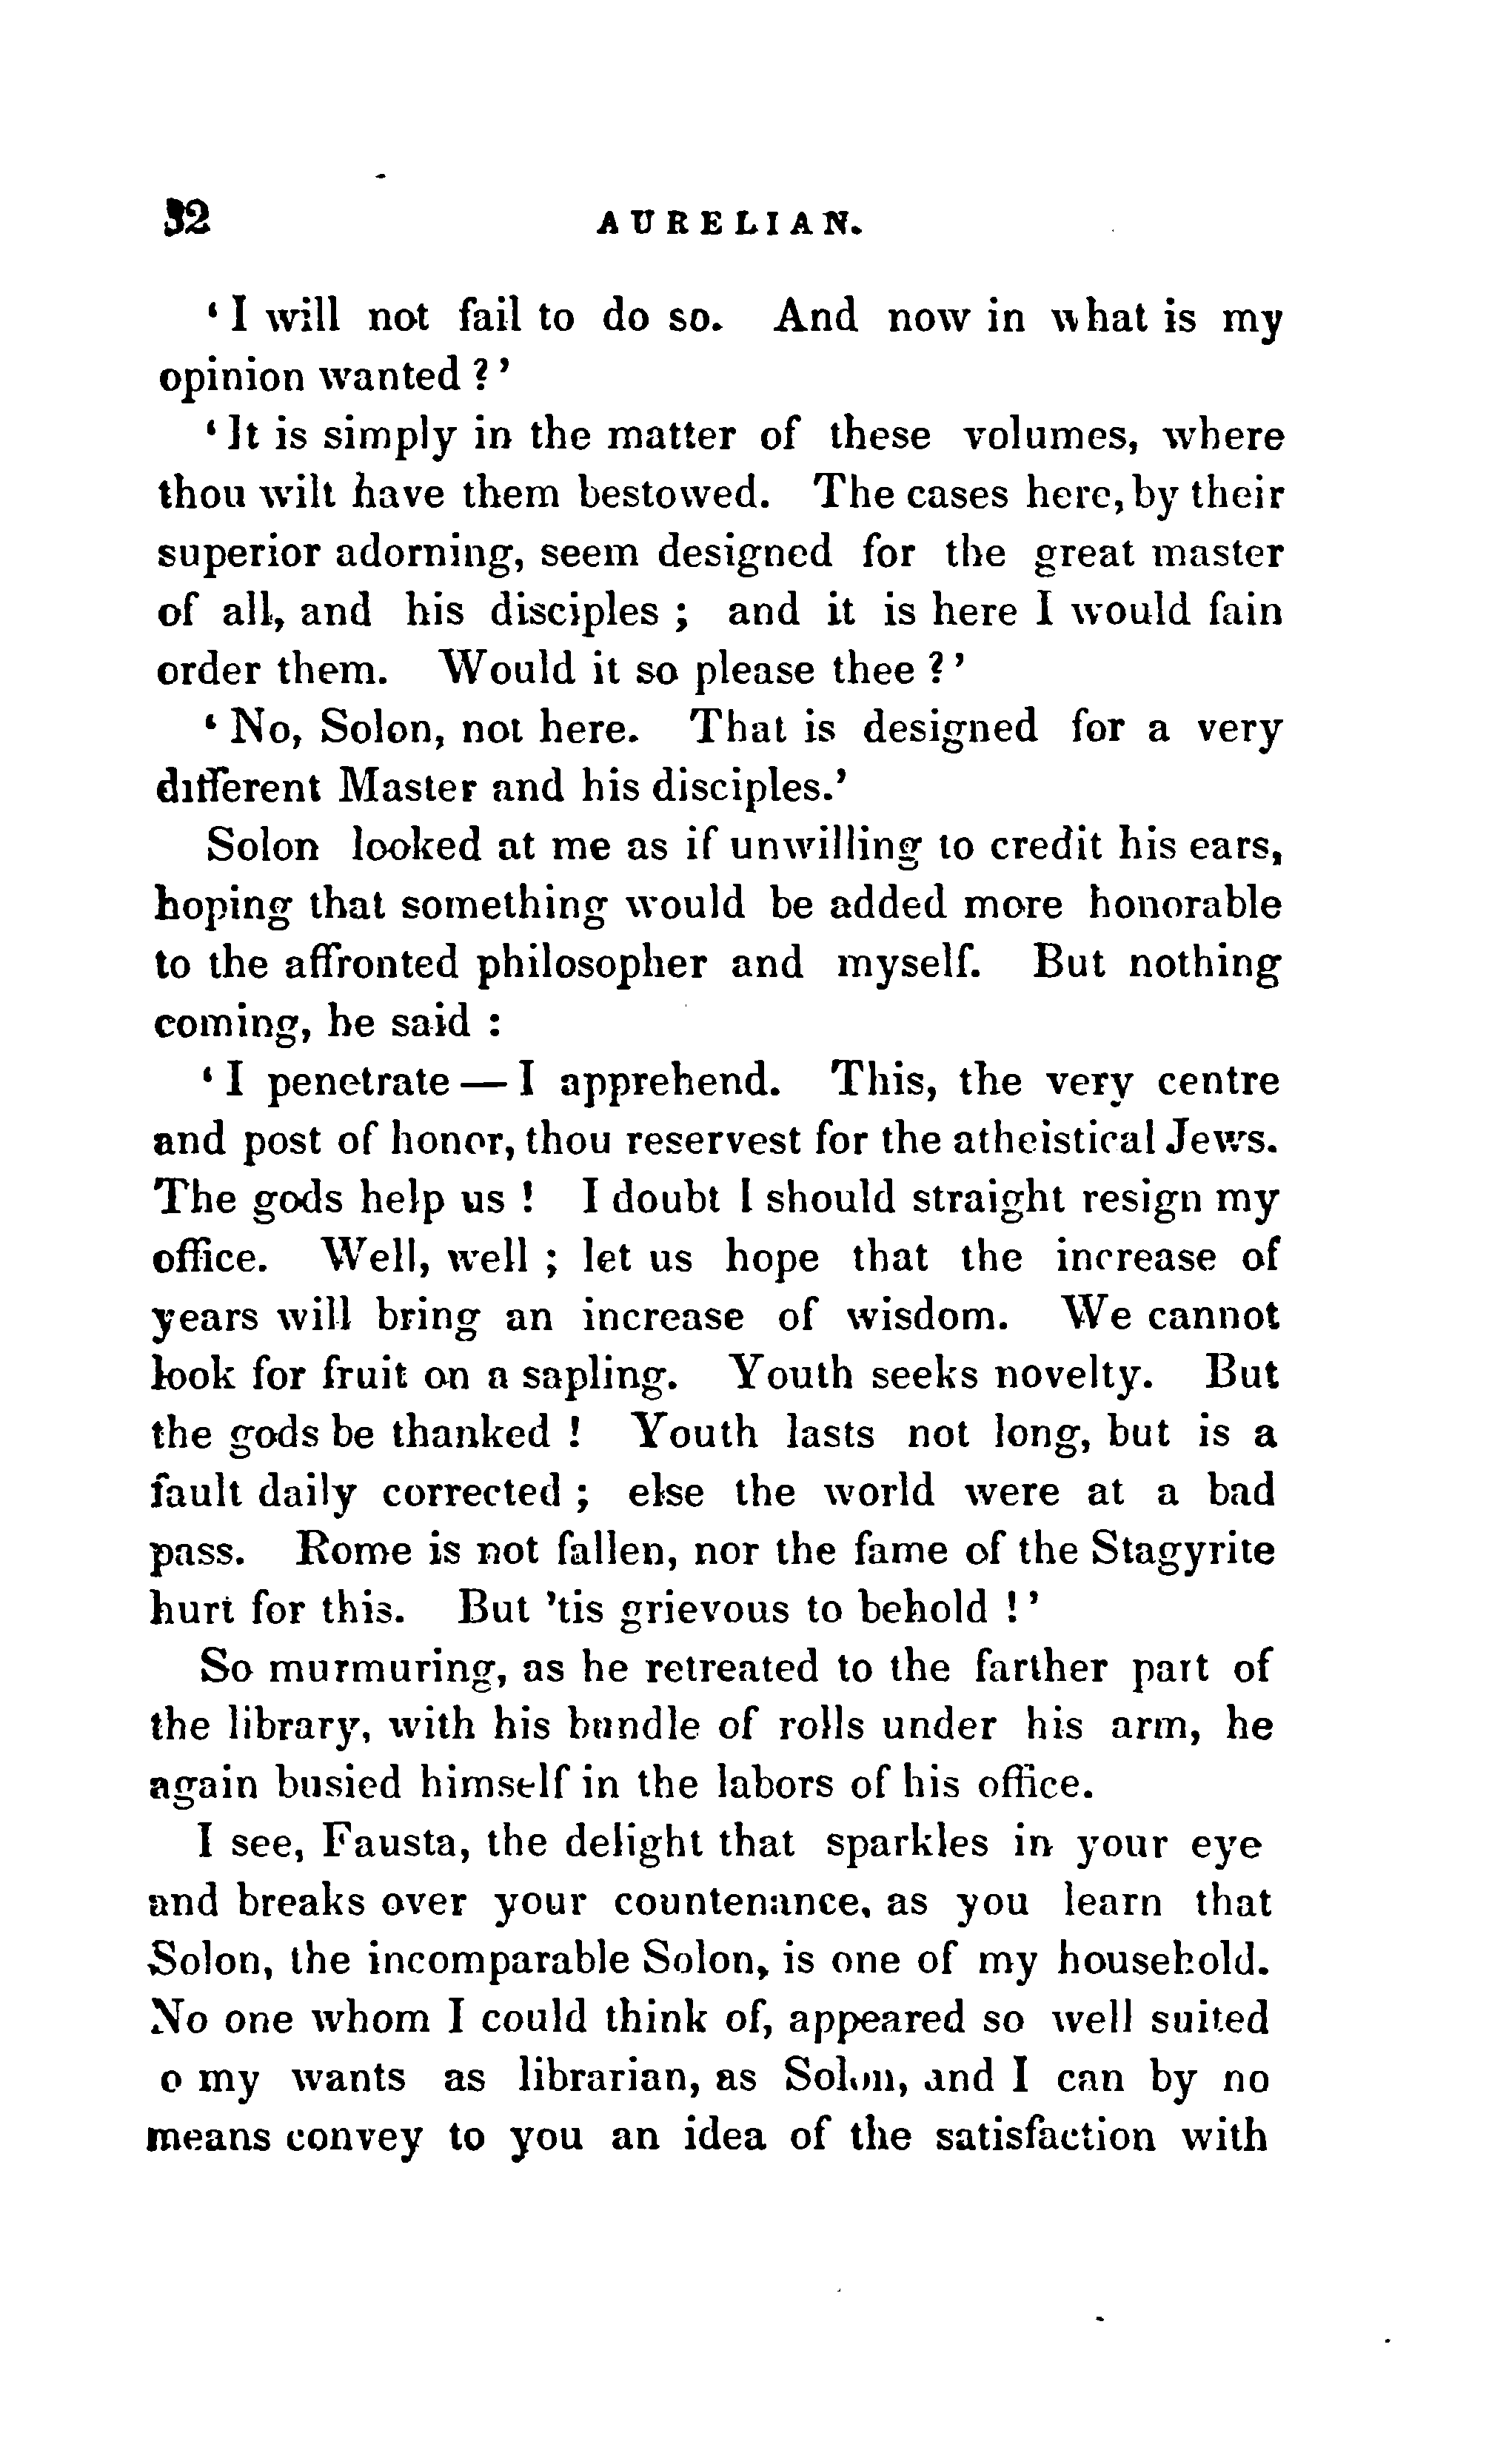 32 AURELIAN.
‘I will not fail to do so. And now in what is my
opinion wanted?’
‘It is simply in the matter of these volumes, where
thou wilt have them bestowed. The cases here, by their
superior adorning, seem designed for the great master
of all, and his disciples; and it is here I would fain
order them. Would it so please thee?’
‘No, Solon, not here. That is designed for a very
different Master and his disciples.’
Solon looked at me as if unwilling to credit his ears,
hoping that something would be added more honorable
to the affronted philosopher and myself. But nothing
coming, he said:
‘I penetrate — I apprehend. This, the very centre
and post of honor, thou reservest for the atheistical Jews.
The gods help us! I doubt I should straight resign my
office. Well, well; let us hope that the increase of
years will bring an increase of wisdom. We cannot
look for fruit on a sapling. Youth seeks novelty. But
the gods be thanked! Youth lasts not long, but is a
fault daily corrected; else the world were at a bad
pass. Rome is not fallen, nor the fame of the Stagyrite
hurt for this. But ’tis grievous to behold!’
So murmuring, as he retreated to the farther part of
the library, with his bundle of rolls under his arm, he
again busied himself in the labors of his office.
I see, Fausta, the delight that sparkles in your eye
and breaks over your countenance, as you learn that
Solon, the incomparable Solon, is one of my household.
No one whom I could think of, appeared so well suited
o my wants as librarian, as Solon, and I can by no
means convey to you an idea of the satisfaction with